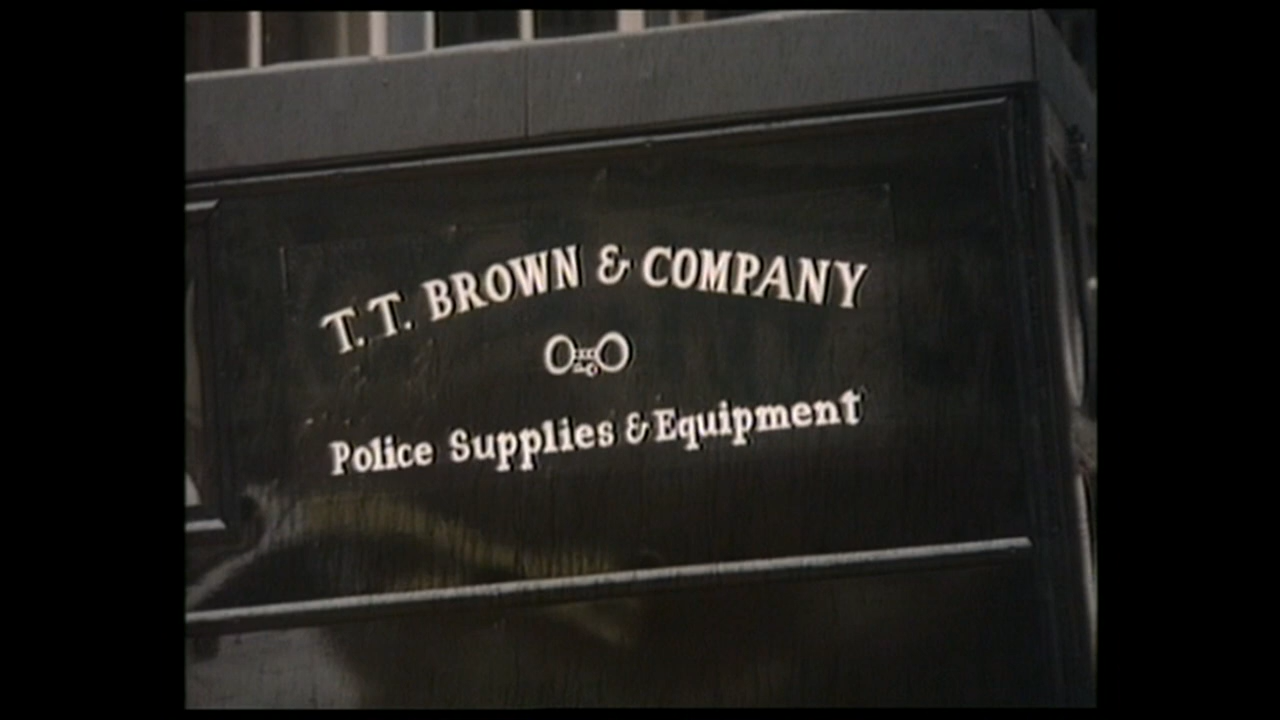 T. T. BROWN & COMPANY
Police Supplies & Equipment